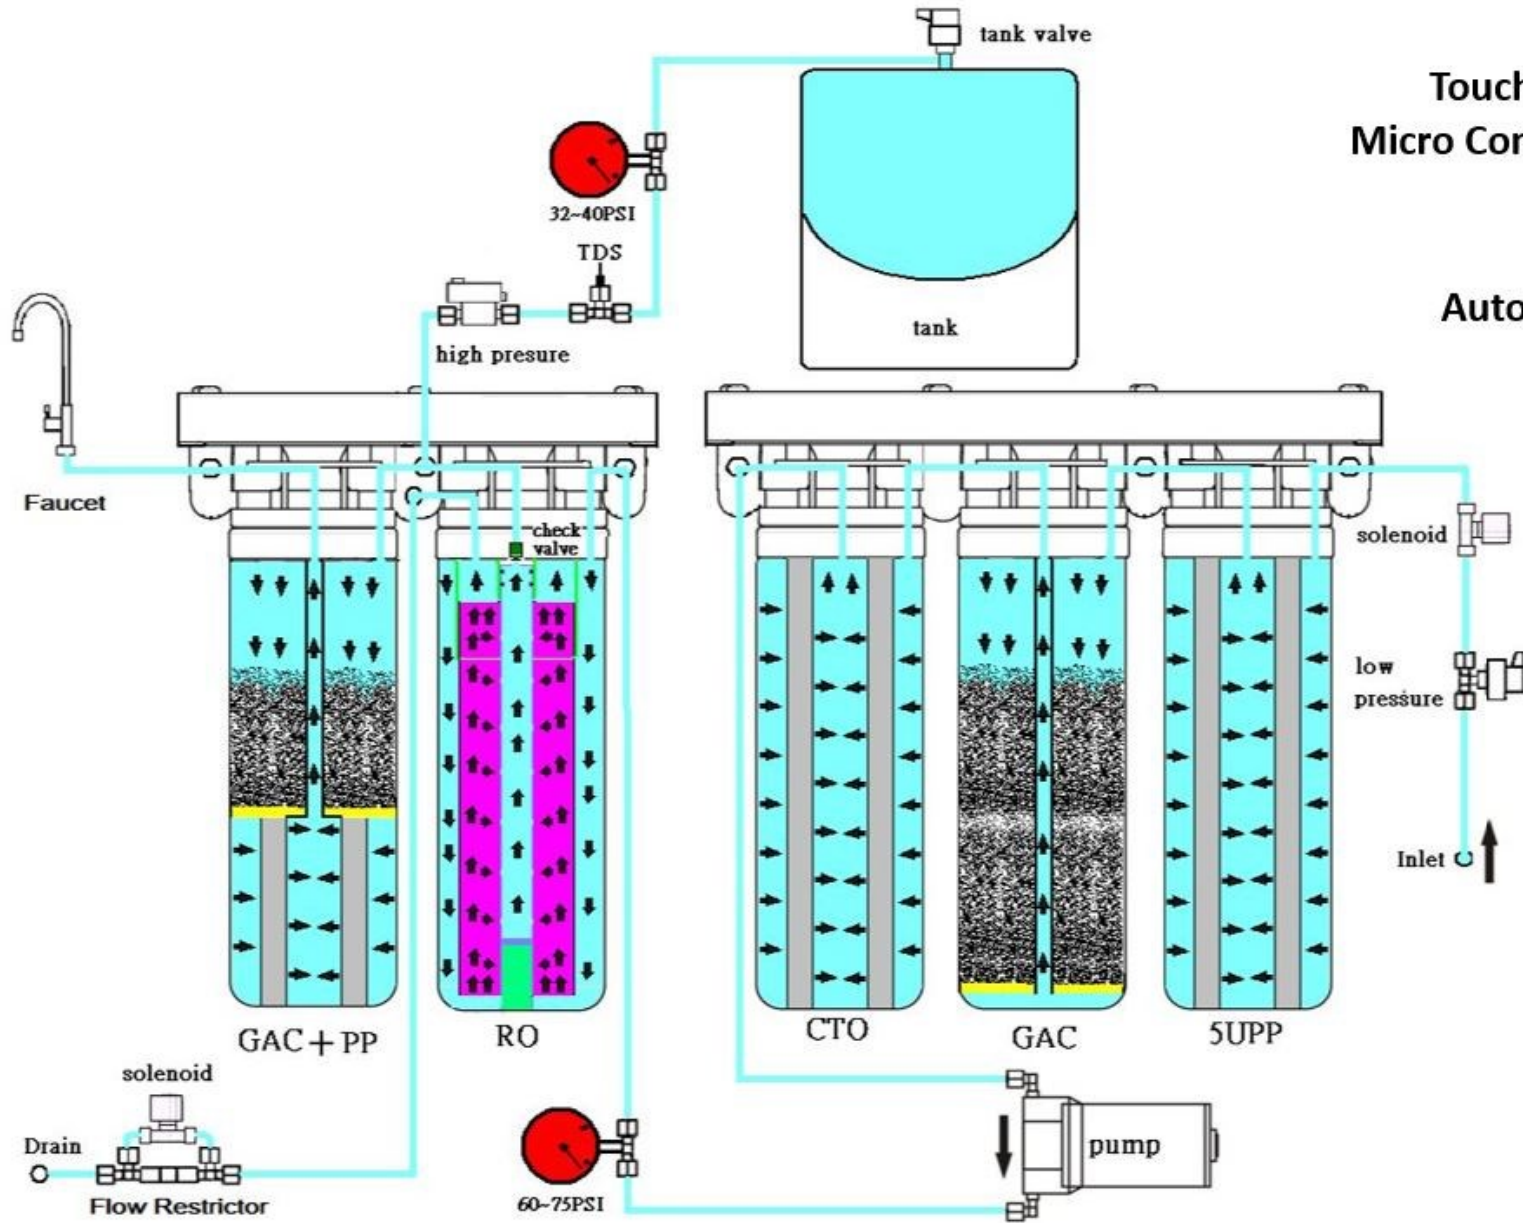 tank valve
Touch
Micro Con
32~40PSI
TDS
Auto
tank
high presure
Faucet
check
valve
solenoid
low
pressure
Inlet
GAC+PP
RO
CTO
GAC
5UPP
solenoid
Drain
Flow Restrictor
60~75PSI
pump